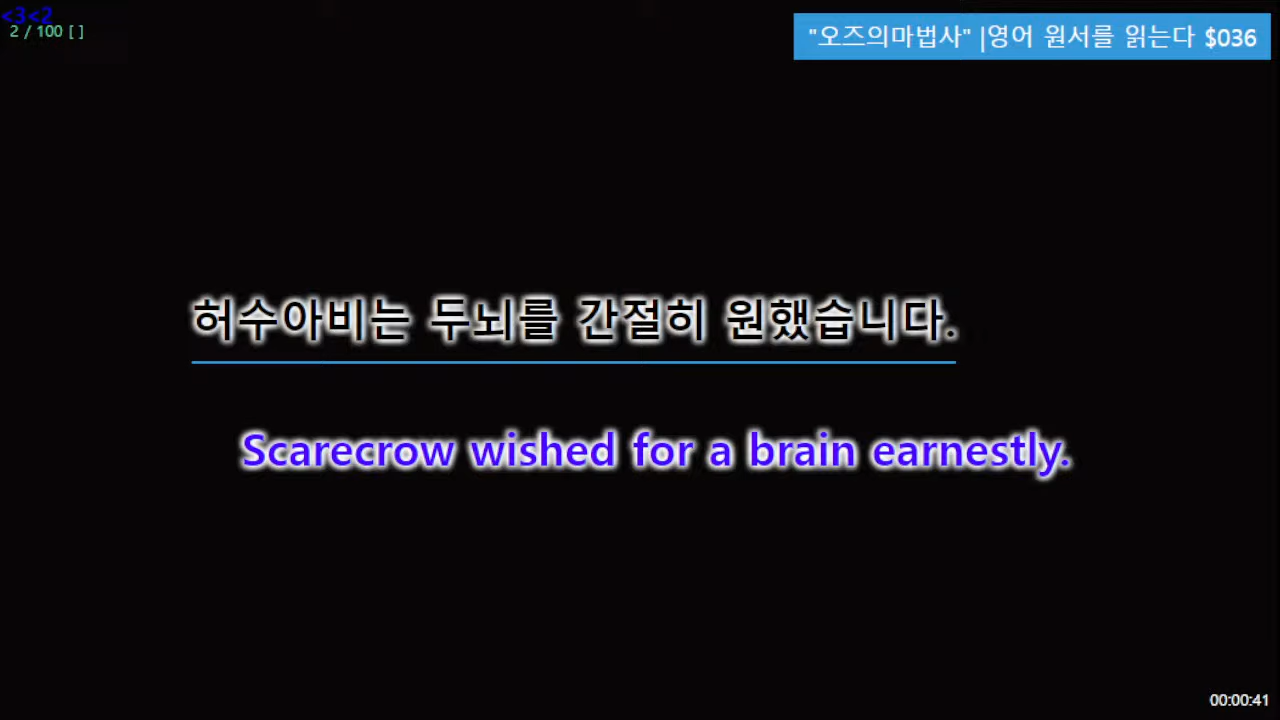 <3<2
2 / 100 [ ]
"오즈의마법사" |영어 원서를 읽는다 $036
허수아비는 두뇌를 간절히 원했습니다.
Scarecrow wished for a brain earnestly.
00:00:41